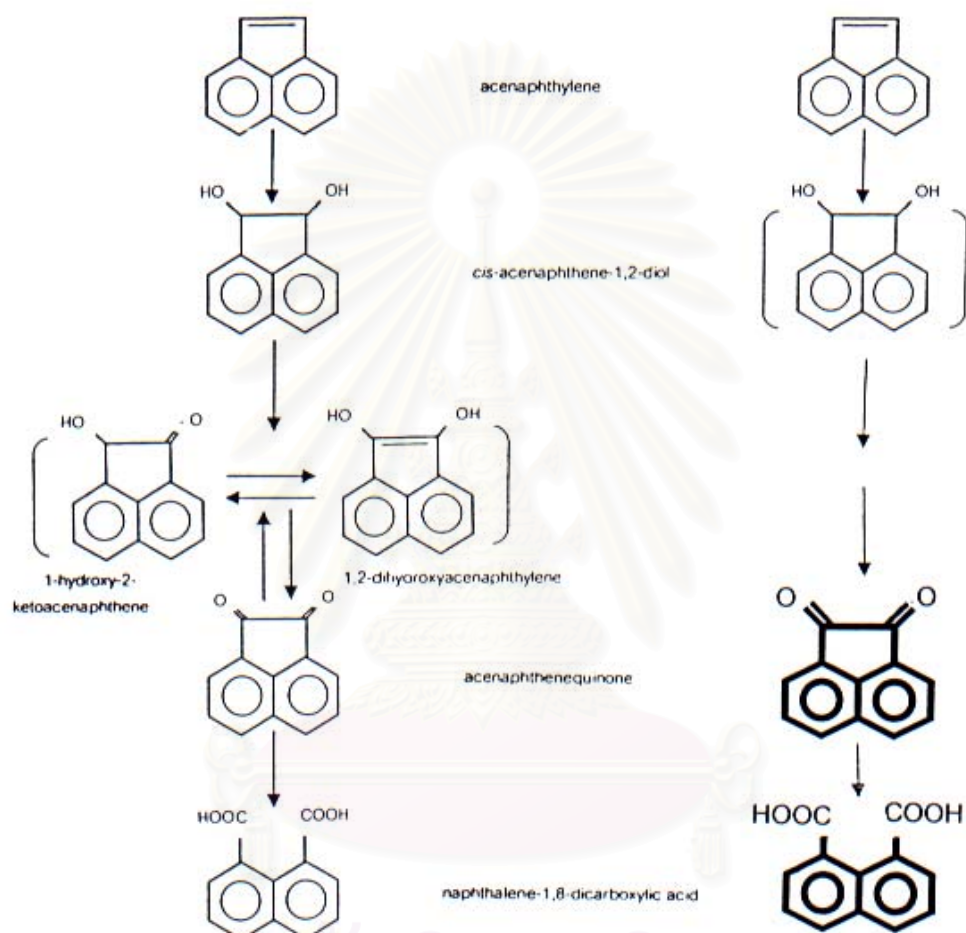 acenaphthylene
HO OH
HO OH
cis-acenaphthene-1,2-diol
HO O
HO OH
1-hydroxy-2-
ketoacenaphthene
1,2-dihyoroxyacenaphthylene
O O
O O
acenaphthenequinone
HOOC COOH
HOOC COOH
naphthalene-1,8-dicarboxylic acid